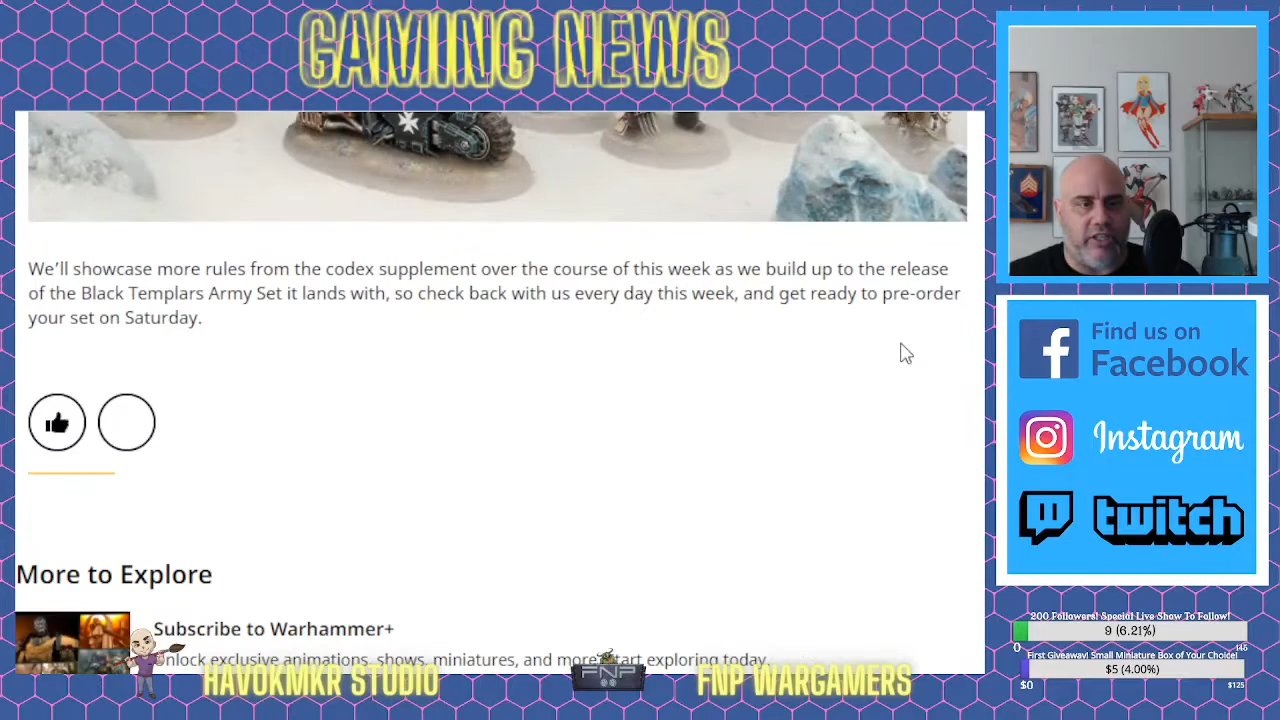 GAMING NEWS
We'll showcase more rules from the codex supplement over the course of this week as we build up to the release
of the Black Templars Army Set it lands with, so check back with us every day this week, and get ready to pre-order
your set on Saturday.
More to Explore
Subscribe to Warhammer+
Unlock exclusive animations, shows, miniatures, and more. Start exploring today.
HAVOKMKR STUDIO
FNP
FNP WARGAMERS
Find us on
Facebook
Instagram
twitch
200 Followers! Special Live Show To Follow!
9 (6.21%)
0
145
First Giveaway! Small Miniature Box of Your Choice!
$5 (4.00%)
$0
$125